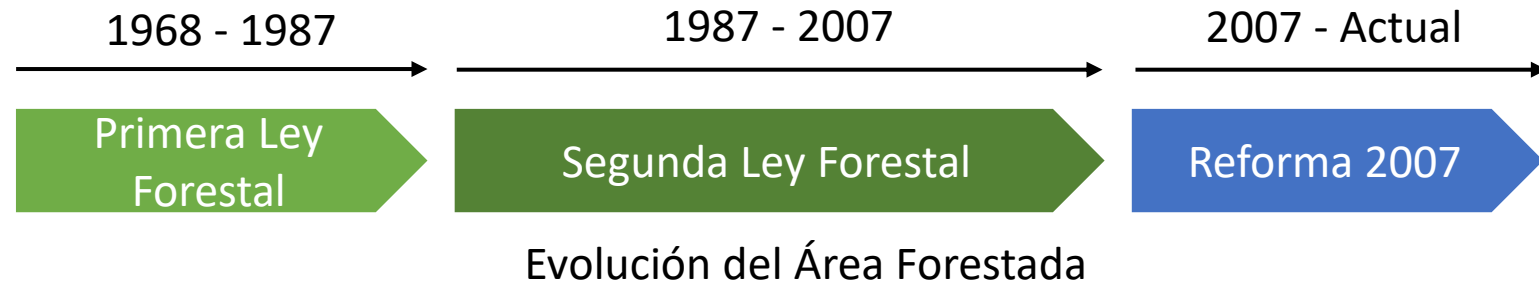 1968 - 1987
1987 - 2007
2007 - Actual
Primera Ley
Forestal
Segunda Ley Forestal
Reforma 2007
Evolución del Área Forestada